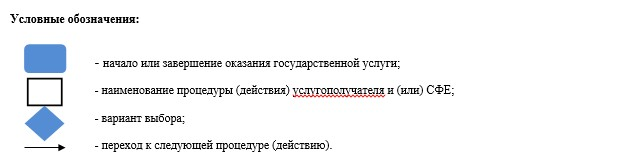 Условные обозначения:
- начало или завершение оказания государственной услуги;
- наименование процедуры (действия) услугополучателя и (или) СФЕ;
- вариант выбора;
- переход к следующей процедуре (действию).